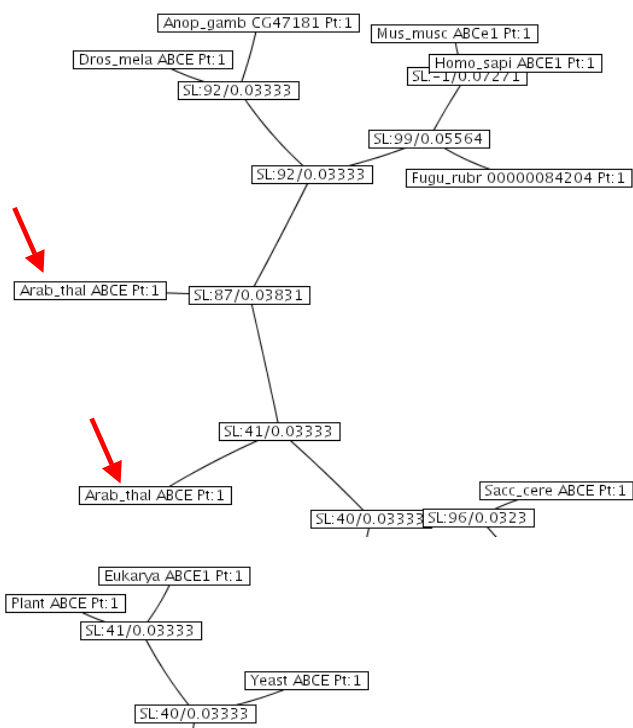 Anop_gamb CG47181 Pt:1
Mus_musc ABCe1 Pt:1
Dros_mela ABCE Pt:1
Homo_sapi ABCE1 Pt:1
SL:-1/0.07271
SL:92/0.03333
SL:99/0.05564
SL:92/0.03333
Fugu_rubr 00000084204 Pt:1
Arab_thal ABCE Pt:1
SL:87/0.03831
SL:41/0.03333
Arab_thal ABCE Pt:1
Sacc_cere ABCE Pt:1
SL:40/0.03333
SL:96/0.0323
Eukarya ABCE1 Pt:1
Plant ABCE Pt:1
SL:41/0.03333
Yeast ABCE Pt:1
SL:40/0.03333